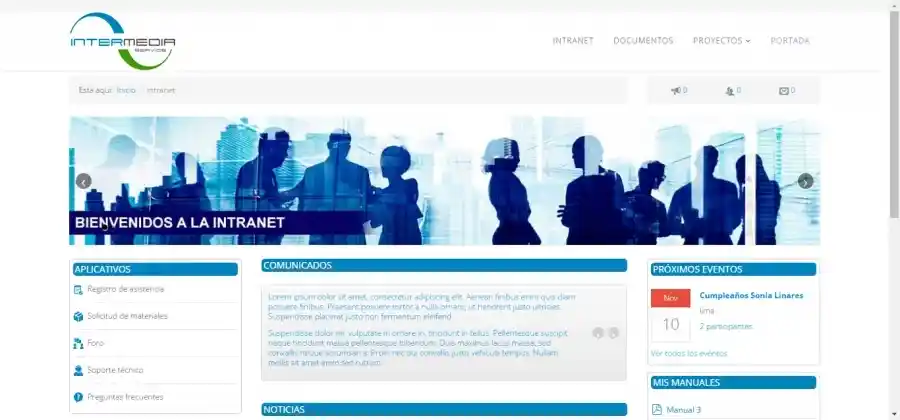 INTERMEDIA
SERVICE
INTRANET
DOCUMENTOS
PROYECTOS
PORTADA
Esta aquí: Inicio / Intranet
0
0
0
BIENVENIDOS A LA INTRANET
APLICATIVOS
Registro de asistencia
Solicitud de materiales
Foro
Soporte técnico
Preguntas frecuentes
COMUNICADOS
Lorem ipsum dolor sit amet, consectetur adipiscing elit. Aenean finibus enim quis diam
posuere finibus. Praesent posuere tortor a nulla ornare, ut hendrerit justo ultricies.
Suspendisse placerat justo non fermentum eleifend.
Suspendisse dolor mi, vulputate in ornare in, tincidunt in tellus. Pellentesque suscipit
neque tincidunt massa pellentesque bibendum. Duis maximus lacus massa, sed
convallis neque accumsan a. Proin nec dui convallis justo vehicula tempus. Nullam
mollis sit amet enim sed rutrum.
NOTICIAS
PRÓXIMOS EVENTOS
Nov
10
Cumpleaños Sonia Linares
lima
2 participantes
Ver todos los eventos
MIS MANUALES
Manual 3